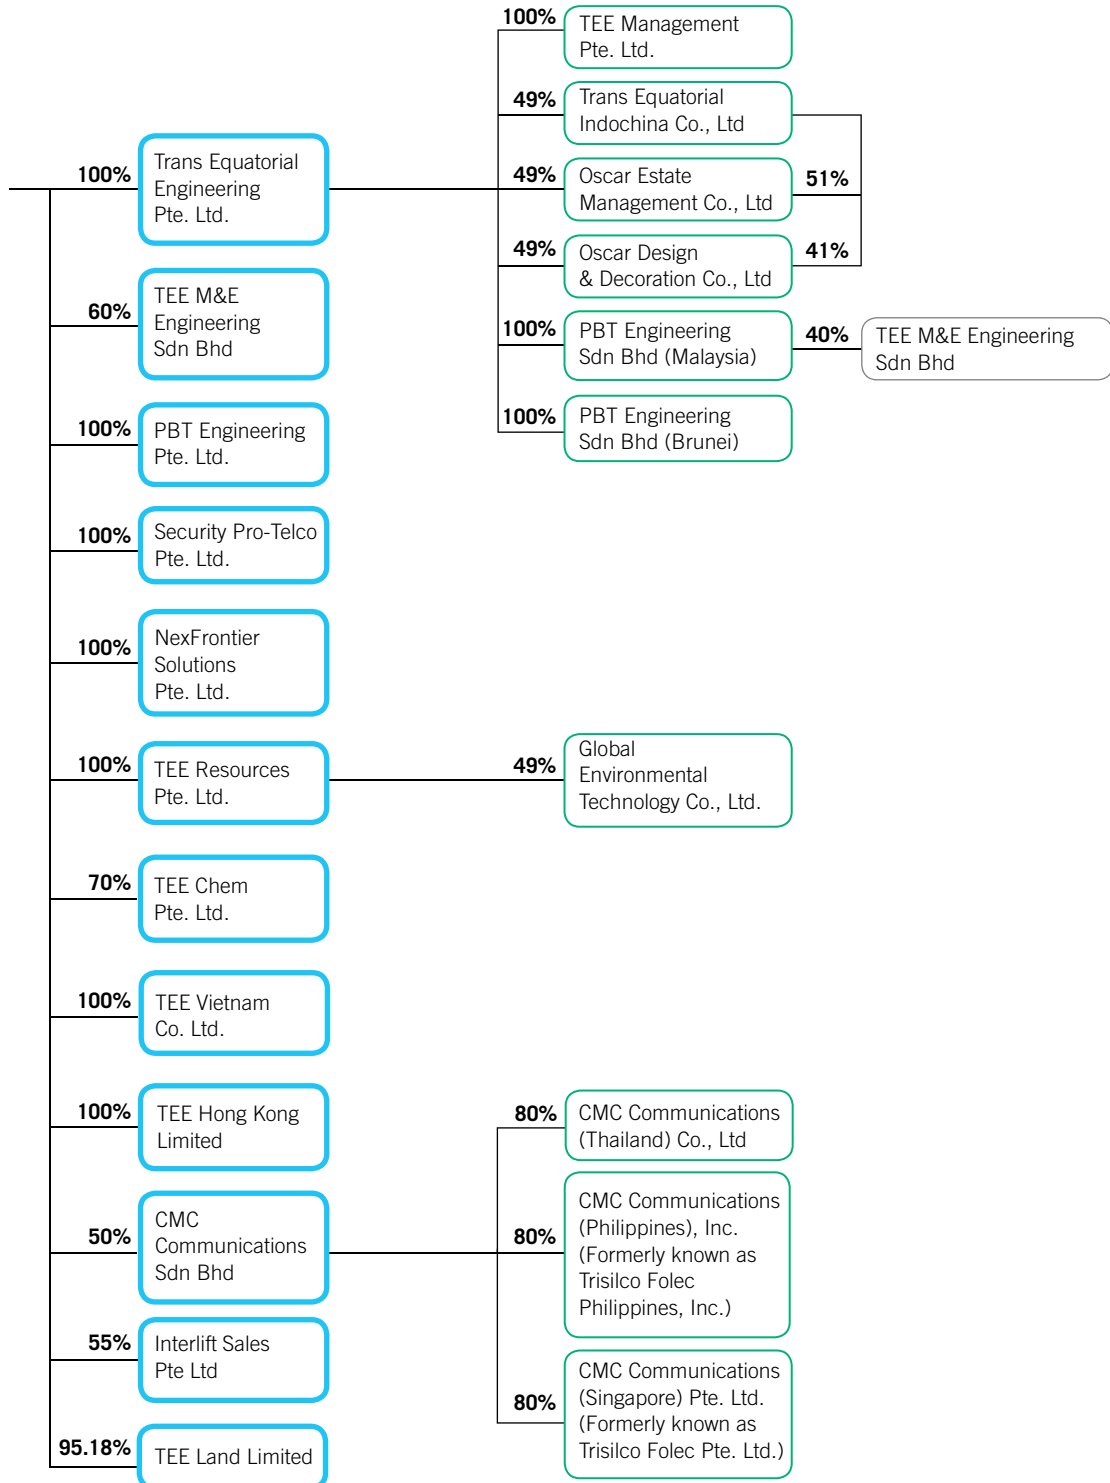 100%
TEE Management
Pte. Ltd.
49%
Trans Equatorial
Indochina Co., Ltd
100%
Trans Equatorial
Engineering
Pte. Ltd.
49%
Oscar Estate
Management Co., Ltd
51%
49%
Oscar Design
& Decoration Co., Ltd
41%
60%
TEE M&E
Engineering
Sdn Bhd
100%
PBT Engineering
Sdn Bhd (Malaysia)
40%
TEE M&E Engineering
Sdn Bhd
100%
PBT Engineering
Sdn Bhd (Brunei)
100%
PBT Engineering
Pte. Ltd.
100%
Security Pro-Telco
Pte. Ltd.
100%
NexFrontier
Solutions
Pte. Ltd.
100%
TEE Resources
Pte. Ltd.
49%
Global
Environmental
Technology Co., Ltd.
70%
TEE Chem
Pte. Ltd.
100%
TEE Vietnam
Co. Ltd.
100%
TEE Hong Kong
Limited
80%
CMC Communications
(Thailand) Co., Ltd
50%
CMC
Communications
Sdn Bhd
80%
CMC Communications
(Philippines), Inc.
(Formerly known as
Trisilco Folec
Philippines, Inc.)
55%
Interlift Sales
Pte Ltd
80%
CMC Communications
(Singapore) Pte. Ltd.
(Formerly known as
Trisilco Folec Pte. Ltd.)
95.18%
TEE Land Limited